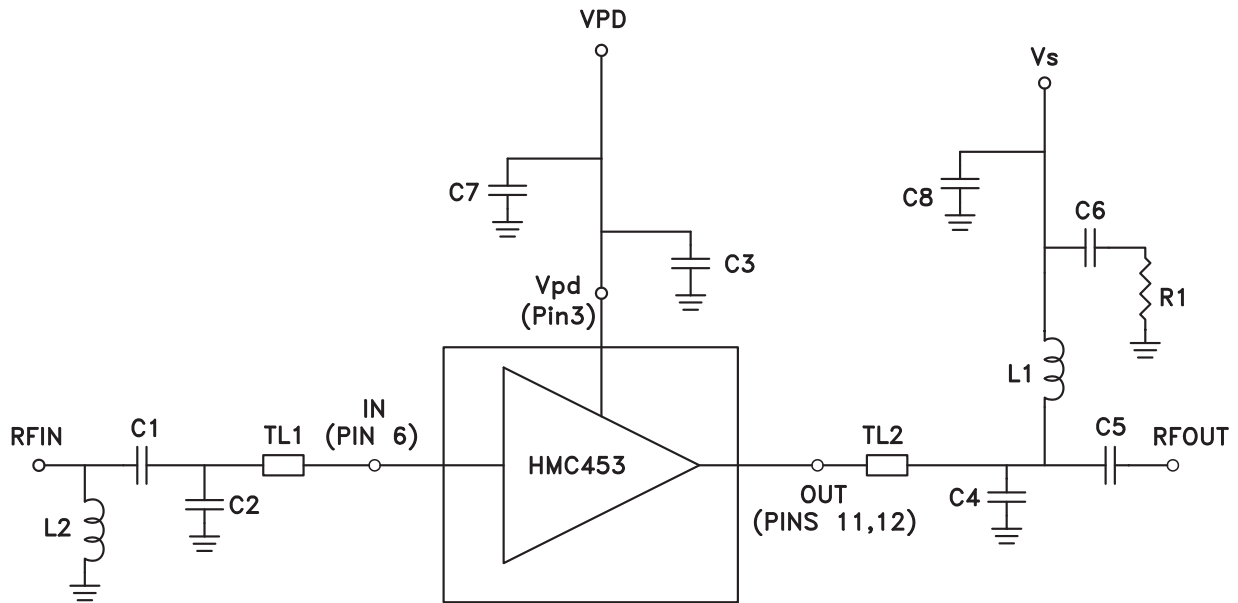 VPD
Vs
C7
C8
C6
C3
Vpd
(Pin3)
R1
L1
RFIN
C1
TL1
IN
(PIN 6)
HMC453
TL2
C5
RFOUT
L2
C2
OUT
(PINS 11,12)
C4